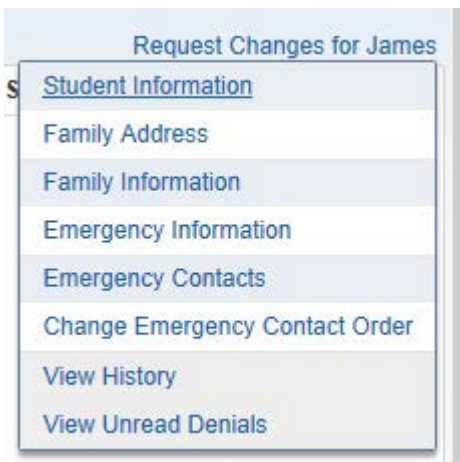 Request Changes for James
s
Student Information
Family Address
Family Information
Emergency Information
Emergency Contacts
Change Emergency Contact Order
View History
View Unread Denials